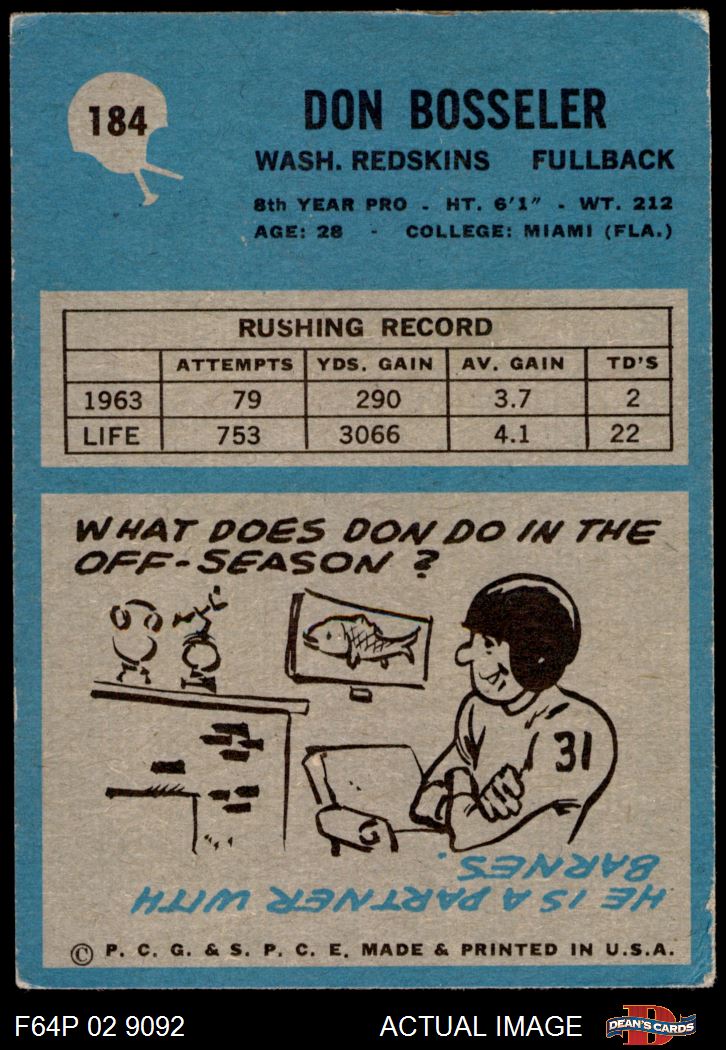 184
DON BOSSELER
WASH. REDSKINS FULLBACK
8th YEAR PRO - HT. 6'1" - WT. 212
AGE: 28 - COLLEGE: MIAMI (FLA.)
RUSHING RECORD
ATTEMPTS YDS. GAIN AV. GAIN TD'S
1963 79 290 3.7 2
LIFE 753 3066 4.1 22
WHAT DOES DON DO IN THE
OFF-SEASON?
31
HE IS A PARTNER WITH
BARNES.
© P. C. G. & S. P. C. E. MADE & PRINTED IN U.S.A.
F64P 02 9092 ACTUAL IMAGE
D
DEAN'S CARDS